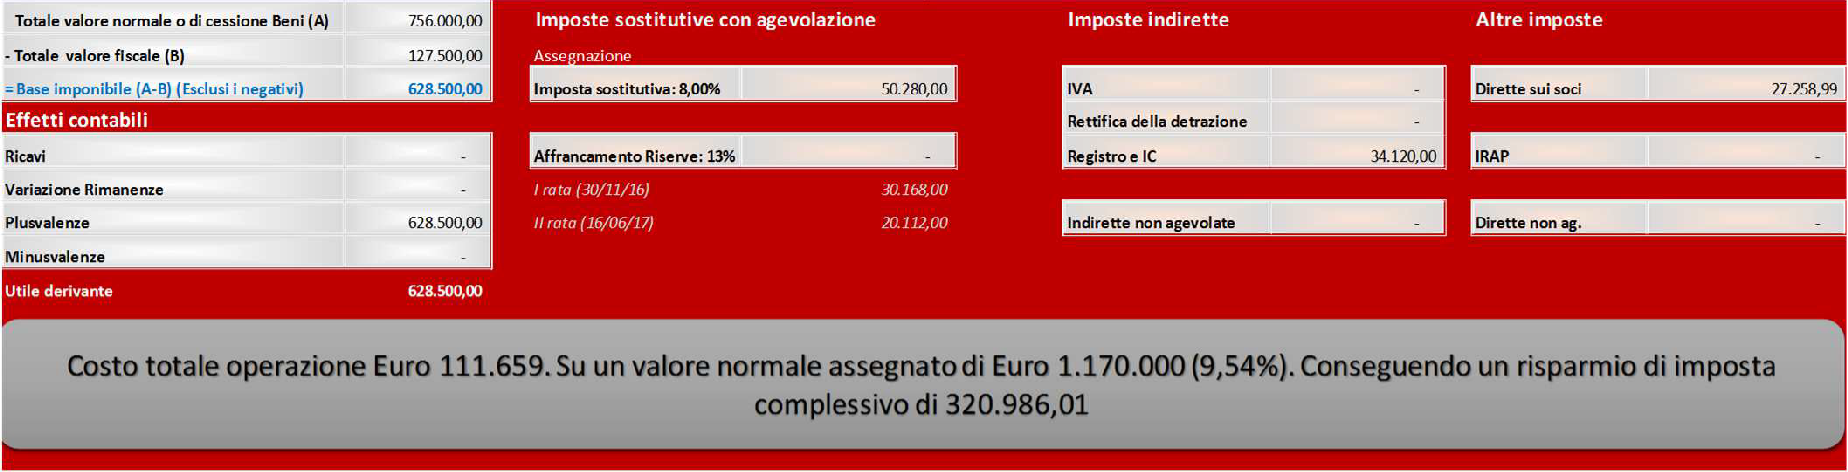 Totale valore normale o di cessione Beni (A) 756.000,00
- Totale valore fiscale (B) 127.500,00
= Base imponibile (A-B) (Esclusi i negativi) 628.500,00
Effetti contabili
Ricavi -
Variazione Rimanenze -
Plusvalenze 628.500,00
Minusvalenze -
Utile derivante 628.500,00
Imposte sostitutive con agevolazione
Assegnazione
Imposta sostitutiva: 8,00% 50.280,00
Affrancamento Riserve: 13% -
I rata (30/11/16) 30.168,00
II rata (16/06/17) 20.112,00
Imposte indirette
IVA -
Rettifica della detrazione -
Registro e IC 34.120,00
Indirette non agevolate -
Altre imposte
Dirette sui soci 27.258,99
IRAP -
Dirette non ag. -
Costo totale operazione Euro 111.659. Su un valore normale assegnato di Euro 1.170.000 (9,54%). Conseguendo un risparmio di imposta
complessivo di 320.986,01